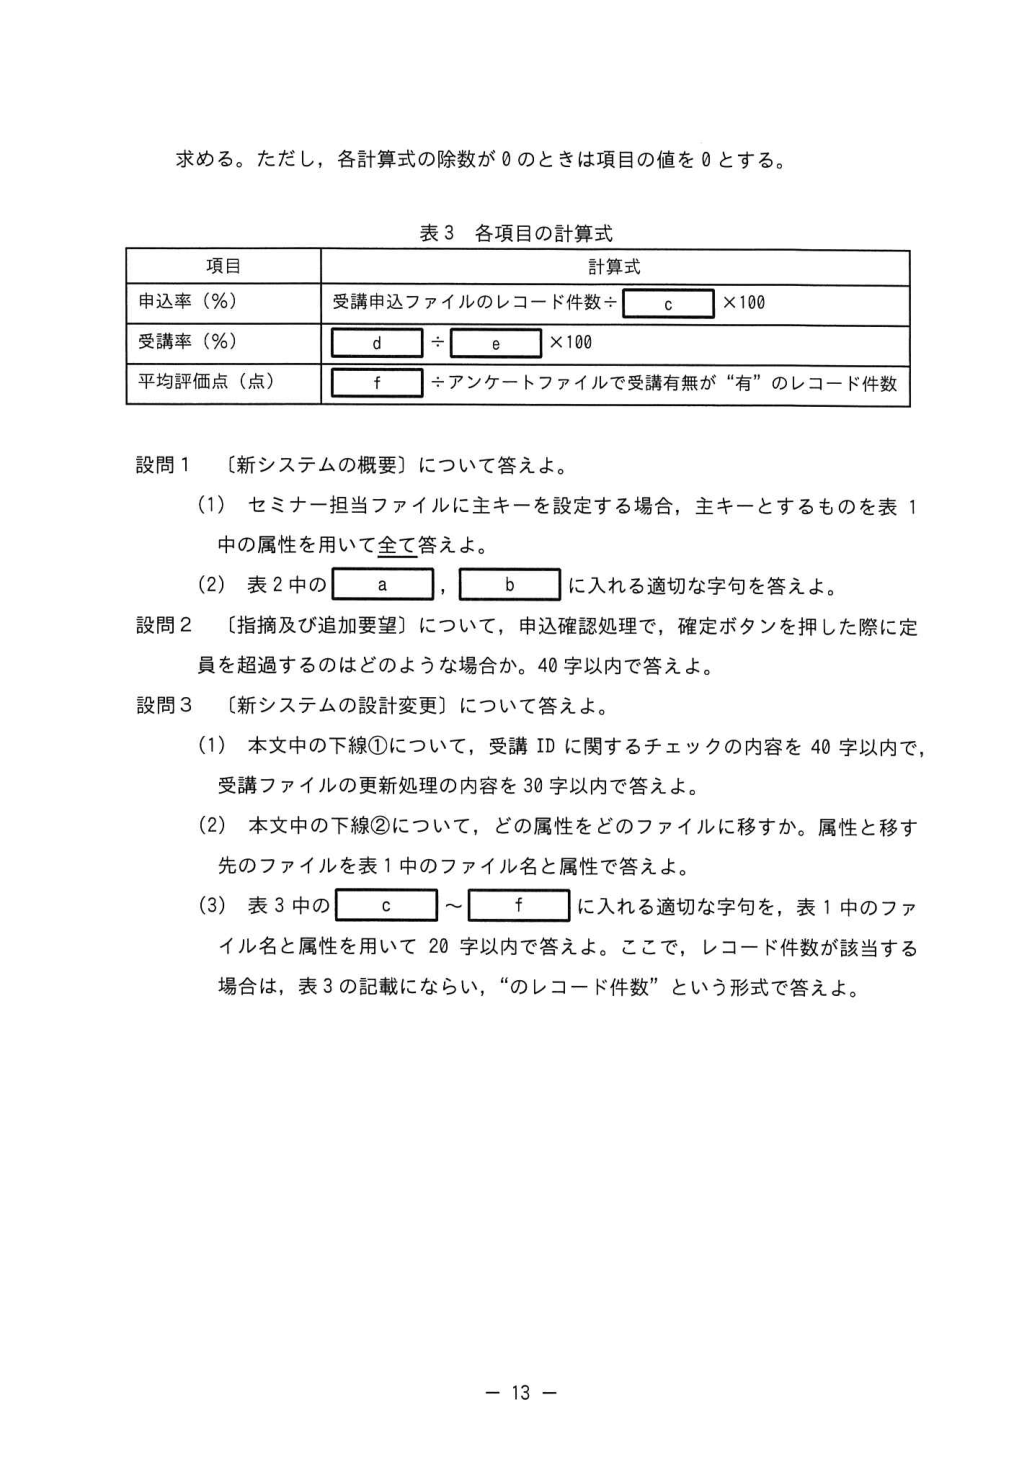 求める。ただし，各計算式の除数が0のときは項目の値を0とする。
表3　各項目の計算式
項目　計算式
申込率（%）　受講申込ファイルのレコード件数÷ c ×100
受講率（%）　d ÷ e ×100
平均評価点（点）　f ÷アンケートファイルで受講有無が“有”のレコード件数
設問1　〔新システムの概要〕について答えよ。
(1)　セミナー担当ファイルに主キーを設定する場合，主キーとするものを表1
中の属性を用いて全て答えよ。
(2)　表2中の a ， b に入れる適切な字句を答えよ。
設問2　〔指摘及び追加要望〕について，申込確認処理で，確定ボタンを押した際に定
員を超過するのはどのような場合か。40字以内で答えよ。
設問3　〔新システムの設計変更〕について答えよ。
(1)　本文中の下線①について，受講IDに関するチェックの内容を40字以内で，
受講ファイルの更新処理の内容を30字以内で答えよ。
(2)　本文中の下線②について，どの属性をどのファイルに移すか。属性と移す
先のファイルを表1中のファイル名と属性で答えよ。
(3)　表3中の c ～ f に入れる適切な字句を，表1中のファ
イル名と属性を用いて20字以内で答えよ。ここで，レコード件数が該当する
場合は，表3の記載にならい，“のレコード件数”という形式で答えよ。
－ 13 －